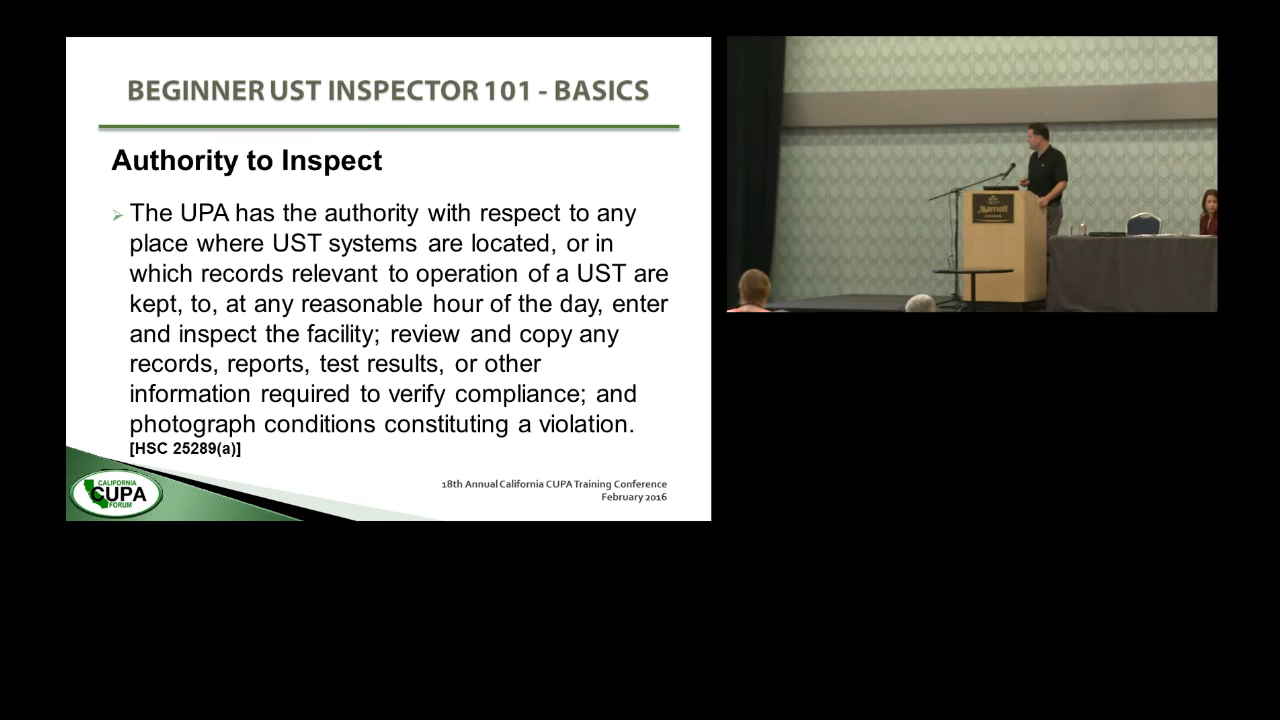 BEGINNER UST INSPECTOR 101 - BASICS
Authority to Inspect
The UPA has the authority with respect to any
place where UST systems are located, or in
which records relevant to operation of a UST are
kept, to, at any reasonable hour of the day, enter
and inspect the facility; review and copy any
records, reports, test results, or other
information required to verify compliance; and
photograph conditions constituting a violation.
[HSC 25289(a)]
18th Annual California CUPA Training Conference
February 2016
CALIFORNIA
CUPA
FORUM
Marriott